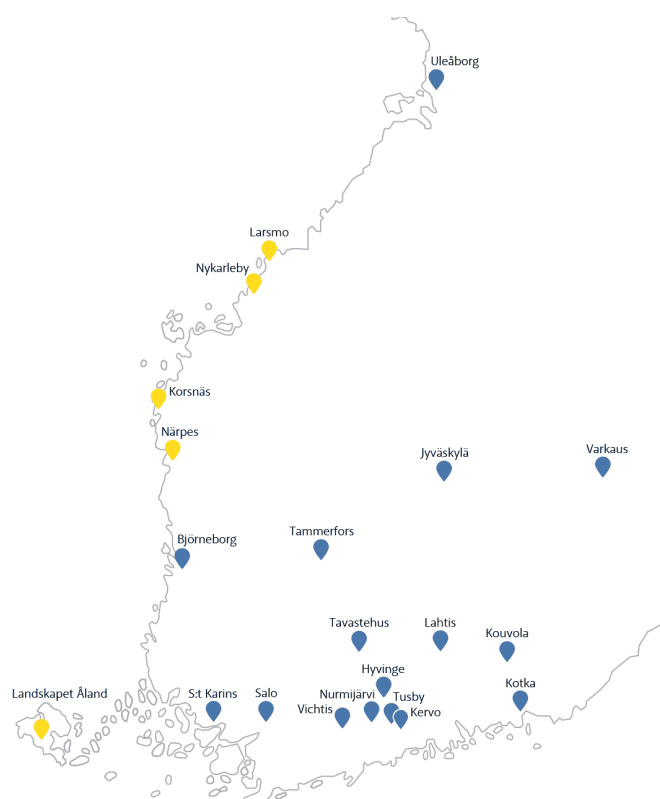 Uleåborg
Larsmo
Nykarleby
Korsnäs
Närpes
Jyväskylä
Varkaus
Björneborg
Tammerfors
Tavastehus
Lahtis
Kouvola
Hyvinge
Kotka
Landskapet Åland
S:t Karins
Salo
Nurmijärvi
Tusby
Vichtis
Kervo